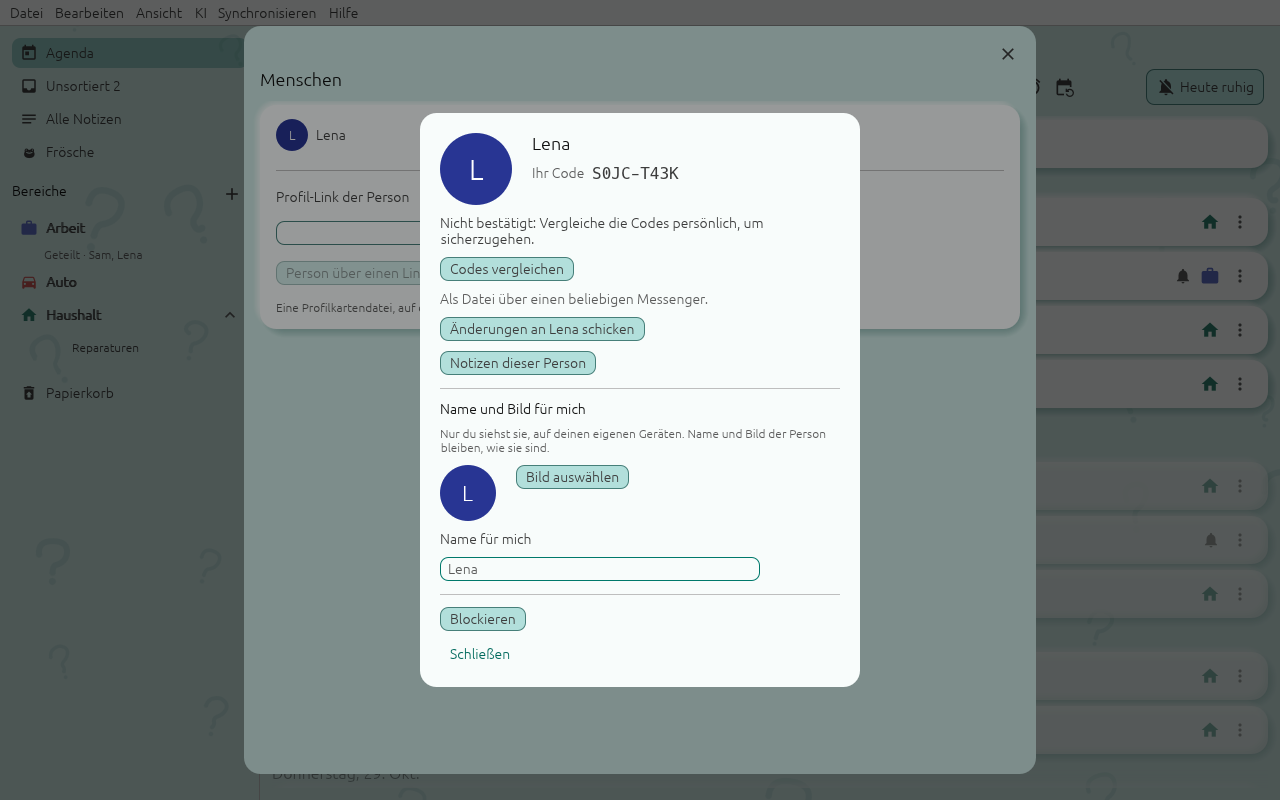 Datei Bearbeiten Ansicht KI Synchronisieren Hilfe
Agenda
Unsortiert 2
Alle Notizen
Frösche
Bereiche
Arbeit
Geteilt · Sam, Lena
Auto
Haushalt
Reparaturen
Papierkorb
Menschen
L Lena
Profil-Link der Person
Person über einen Lin
Eine Profilkartendatei, auf
Heute ruhig
L
Lena
Ihr Code S0JC-T43K
Nicht bestätigt: Vergleiche die Codes persönlich, um
sicherzugehen.
Codes vergleichen
Als Datei über einen beliebigen Messenger.
Änderungen an Lena schicken
Notizen dieser Person
Name und Bild für mich
Nur du siehst sie, auf deinen eigenen Geräten. Name und Bild der Person
bleiben, wie sie sind.
L
Bild auswählen
Name für mich
Lena
Blockieren
Schließen
Donnerstag, 29. Okt.